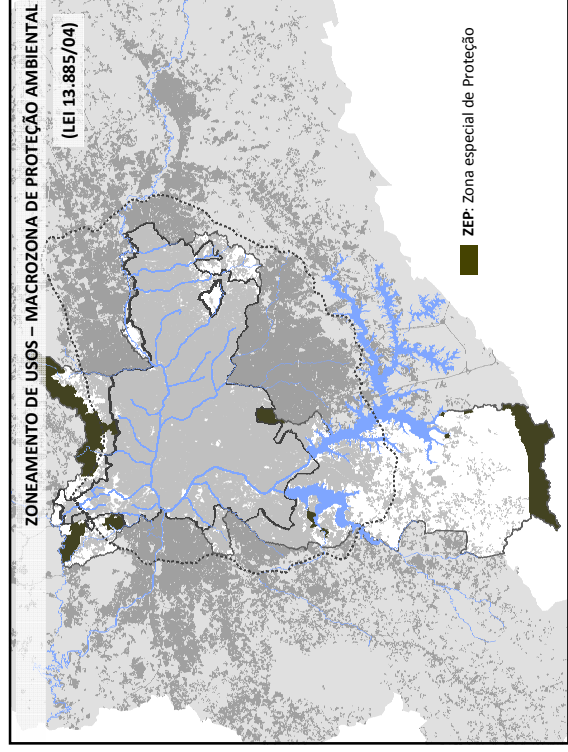 ZONEAMENTO DE USOS – MACROZONA DE PROTEÇÃO AMBIENTAL
(LEI 13.885/04)
ZEP: Zona especial de Proteção